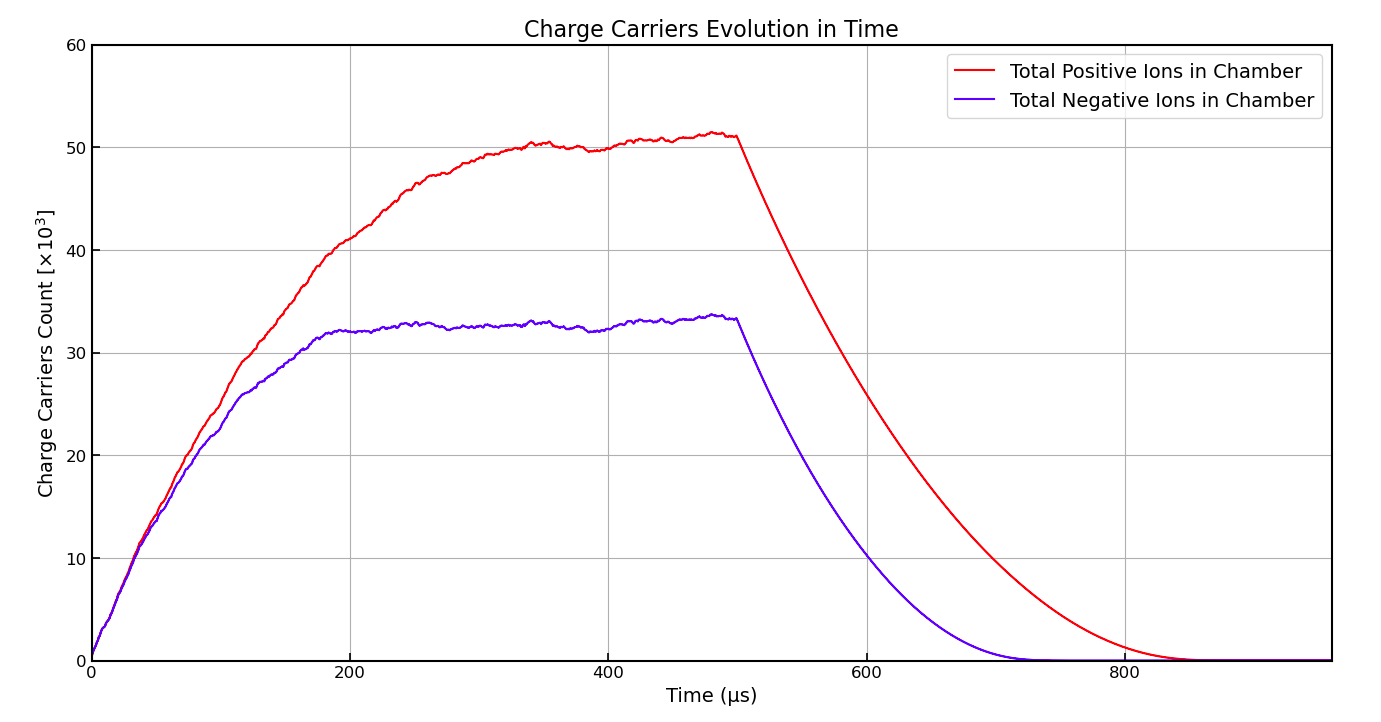 Charge Carriers Evolution in Time
Total Positive Ions in Chamber
Total Negative Ions in Chamber
Charge Carriers Count [×10³]
60
50
40
30
20
10
0
0 200 400 600 800
Time (μs)